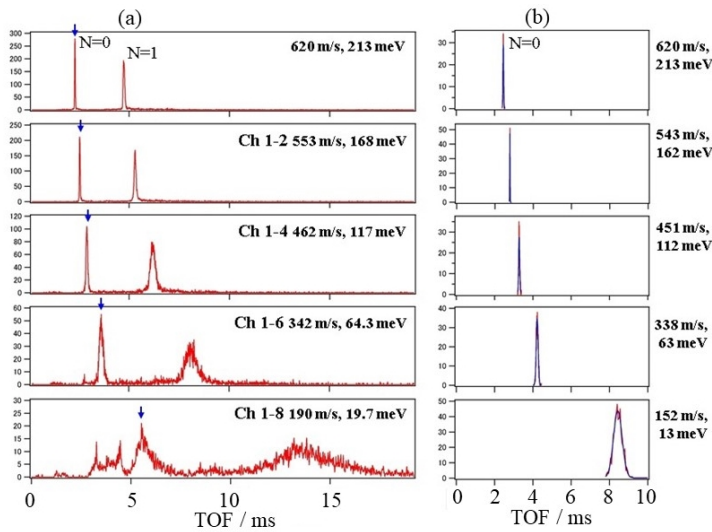 (a)
N=0
N=1
620 m/s, 213 meV
300
250
200
150
100
50
0
Ch 1-2 553 m/s, 168 meV
250
200
150
100
50
0
Ch 1-4 462 m/s, 117 meV
120
100
80
60
40
20
0
Ch 1-6 342 m/s, 64.3 meV
60
50
40
30
20
10
0
Ch 1-8 190 m/s, 19.7 meV
40
30
20
10
0
0 5 10 15
TOF / ms
(b)
N=0
620 m/s,
213 meV
30
20
10
0
543 m/s,
162 meV
50
40
30
20
10
0
451 m/s,
112 meV
30
20
10
0
338 m/s,
63 meV
40
30
20
10
0
152 m/s,
13 meV
50
40
30
20
10
0
0 2 4 6 8 10
TOF / ms